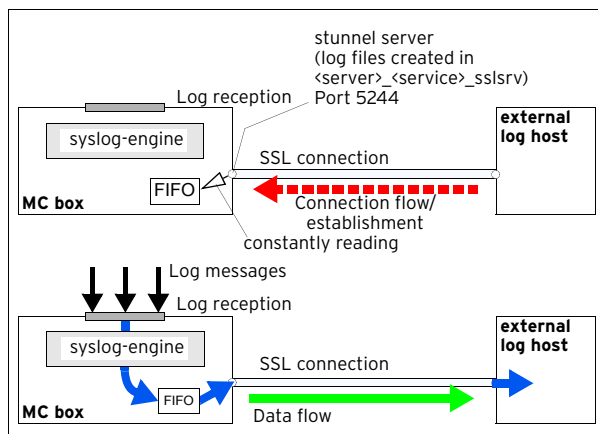 stunnel server
(log files created in
<server>_<service>_sslsrv)
Port 5244
Log reception
external
log host
syslog-engine
SSL connection
FIFO
MC box
Connection flow/
establishment
constantly reading
Log messages
Log reception
external
log host
syslog-engine
SSL connection
FIFO
MC box
Data flow